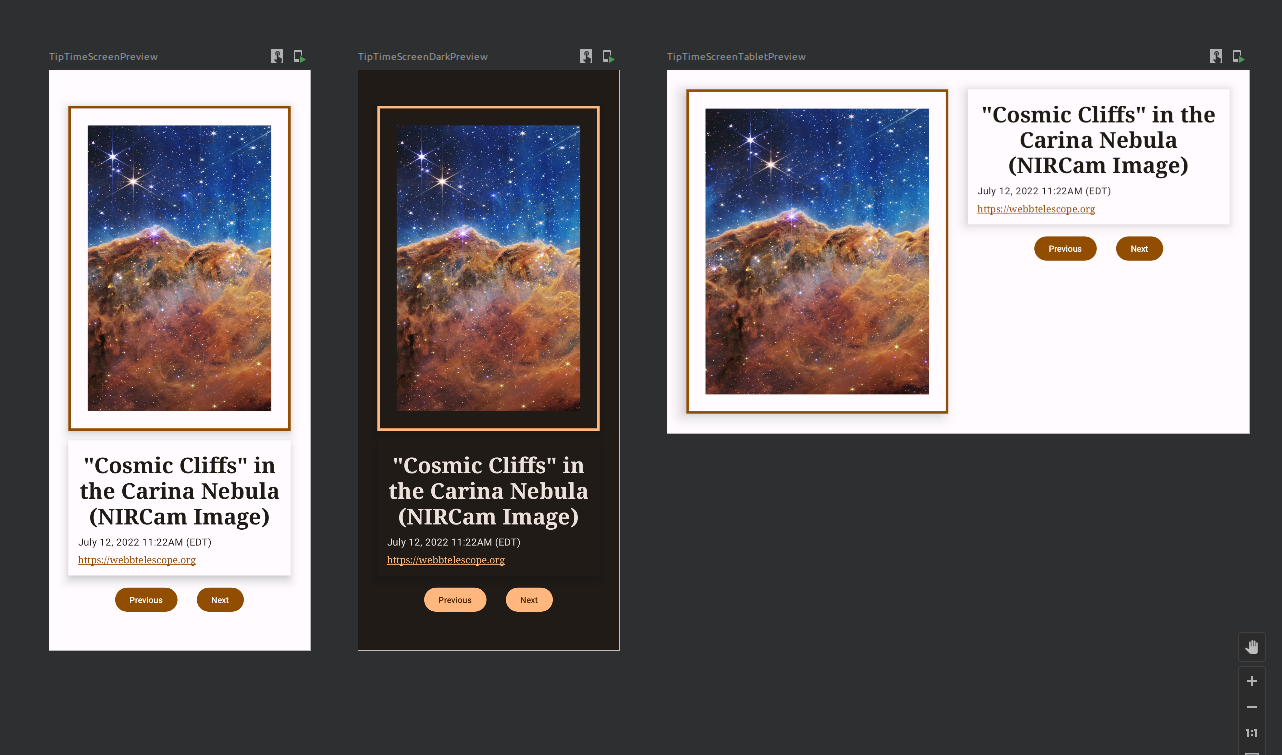 TipTimeScreenPreview
"Cosmic Cliffs" in
the Carina Nebula
(NIRCam Image)
July 12, 2022 11:22AM (EDT)
https://webbtelescope.org
Previous Next
TipTimeScreenDarkPreview
"Cosmic Cliffs" in
the Carina Nebula
(NIRCam Image)
July 12, 2022 11:22AM (EDT)
https://webbtelescope.org
Previous Next
TipTimeScreenTabletPreview
"Cosmic Cliffs" in the
Carina Nebula
(NIRCam Image)
July 12, 2022 11:22AM (EDT)
https://webbtelescope.org
Previous Next
1:1